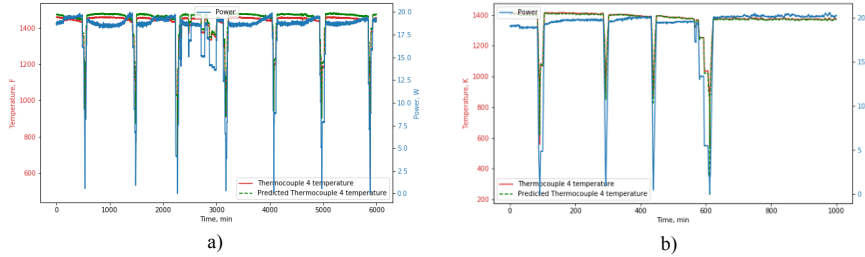 Power
1400
1200
1000
800
600
Temperature, F
20.0
17.5
15.0
12.5
10.0
7.5
5.0
2.5
0.0
Power, W
Thermocouple 4 temperature
Predicted Thermocouple 4 temperature
0 1000 2000 3000 4000 5000 6000
Time, min
a)
Power
1400
1200
1000
800
600
400
200
Temperature, K
20
15
10
5
0
Thermocouple 4 temperature
Predicted Thermocouple 4 temperature
0 200 400 600 800 1000
Time, min
b)